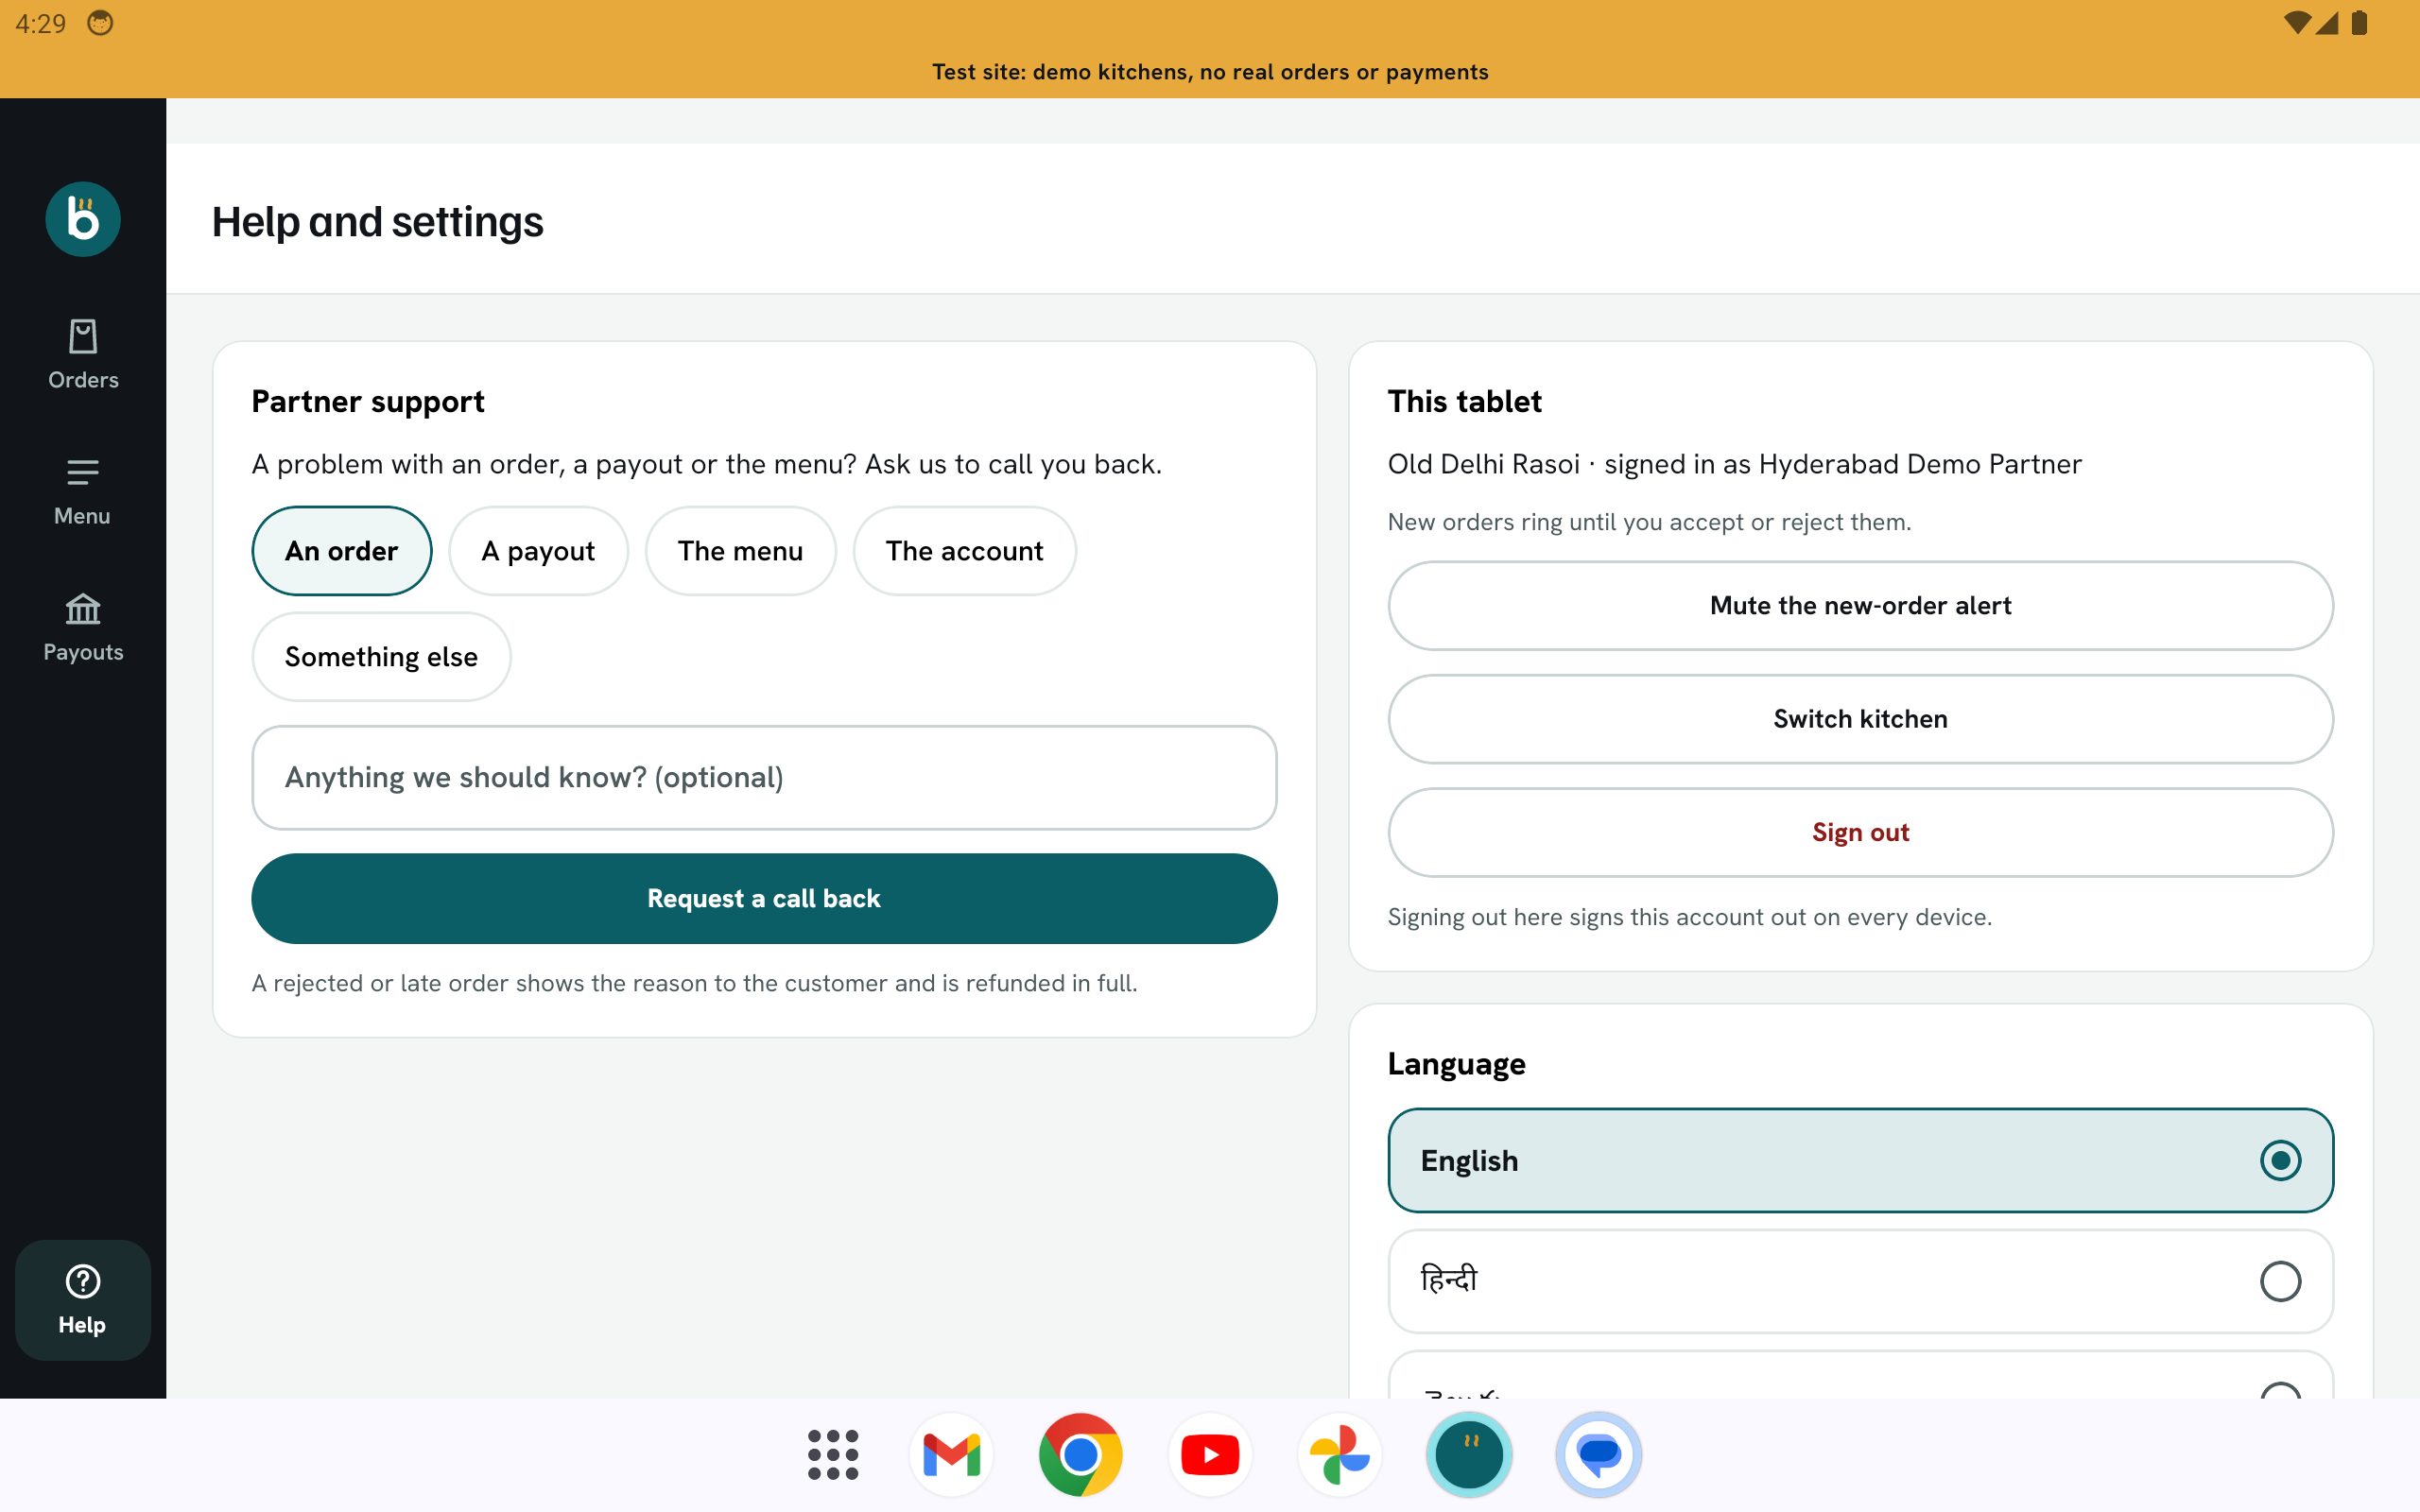 4:29
Test site: demo kitchens, no real orders or payments
b
Orders
Menu
Payouts
Help
Help and settings
Partner support
A problem with an order, a payout or the menu? Ask us to call you back.
An order
A payout
The menu
The account
Something else
Anything we should know? (optional)
Request a call back
A rejected or late order shows the reason to the customer and is refunded in full.
This tablet
Old Delhi Rasoi · signed in as Hyderabad Demo Partner
New orders ring until you accept or reject them.
Mute the new-order alert
Switch kitchen
Sign out
Signing out here signs this account out on every device.
Language
English
हिन्दी